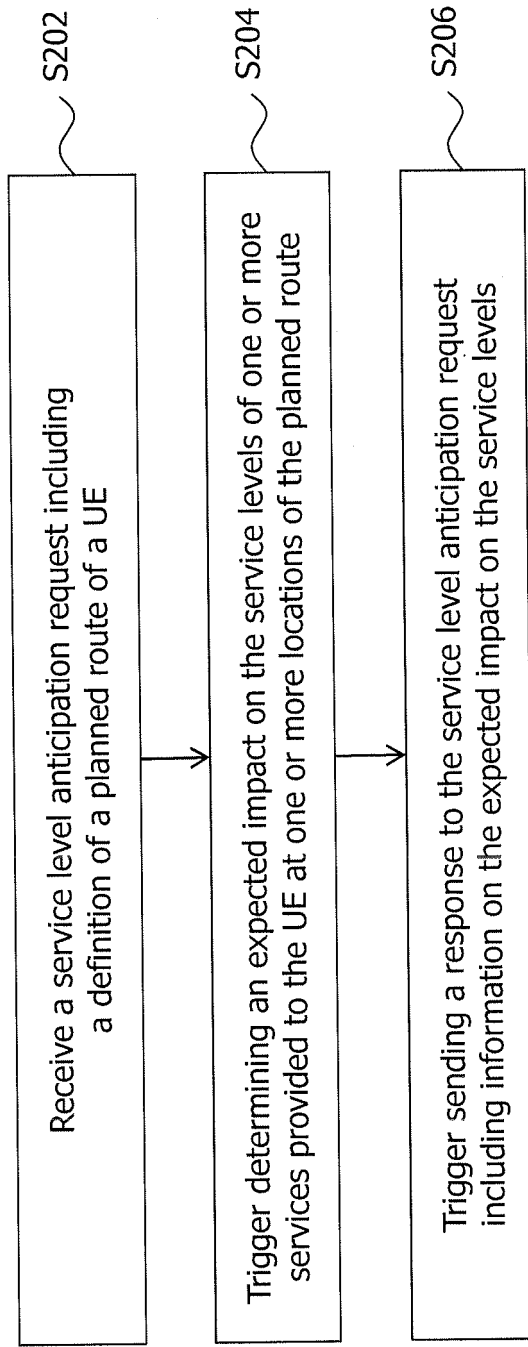 Receive a service level anticipation request including
a definition of a planned route of a UE
S202
Trigger determining an expected impact on the service levels of one or more
services provided to the UE at one or more locations of the planned route
S204
Trigger sending a response to the service level anticipation request
including information on the expected impact on the service levels
S206